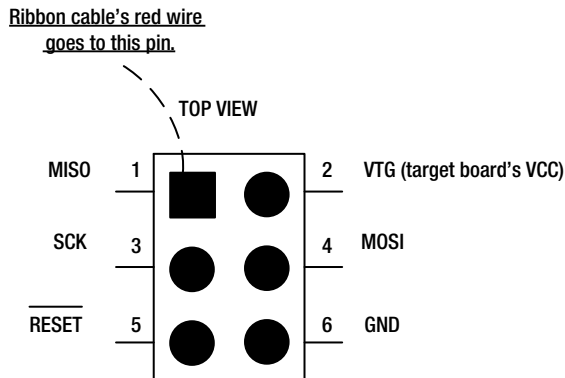 Ribbon cable's red wire
goes to this pin.
TOP VIEW
MISO 1 2 VTG (target board's VCC)
SCK 3 4 MOSI
RESET 5 6 GND